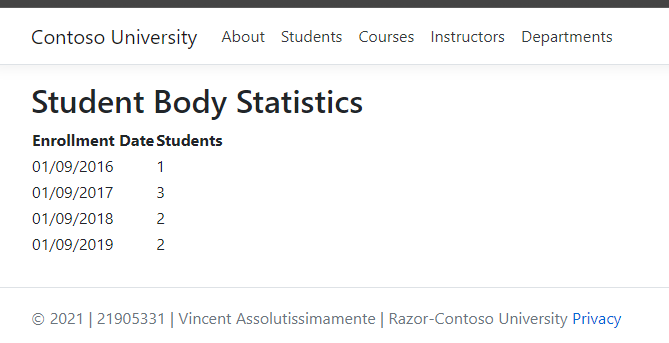 Contoso University About Students Courses Instructors Departments
Student Body Statistics
Enrollment Date Students
01/09/2016 1
01/09/2017 3
01/09/2018 2
01/09/2019 2
© 2021 | 21905331 | Vincent Assolutissimamente | Razor-Contoso University Privacy